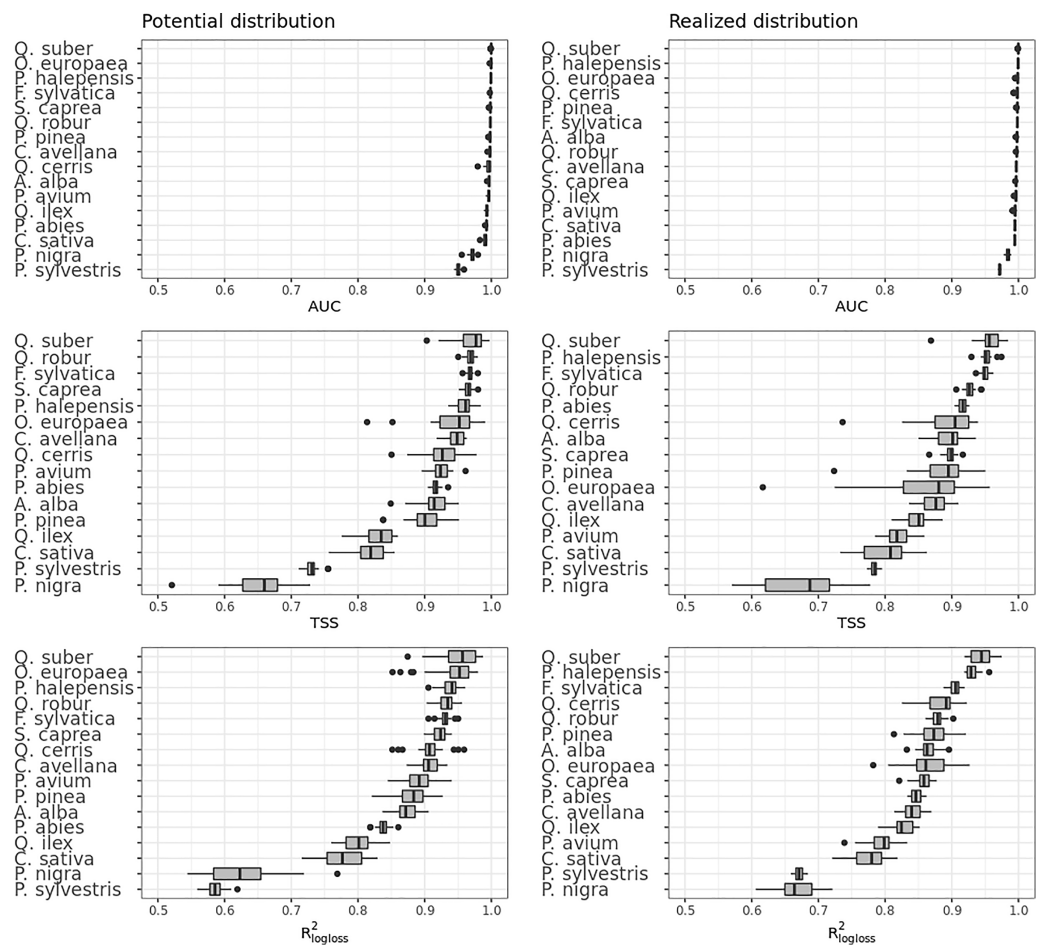 Potential distribution
Q. suber
O. europaea
P. halepensis
F. sylvatica
S. caprea
Q. robur
P. pinea
C. avellana
Q. cerris
A. alba
P. avium
Q. ilex
P. abies
C. sativa
P. nigra
P. sylvestris
0.5 0.6 0.7 0.8 0.9 1.0
AUC
Realized distribution
Q. suber
P. halepensis
O. europaea
Q. cerris
P. pinea
F. sylvatica
A. alba
Q. robur
C. avellana
S. caprea
Q. ilex
P. avium
C. sativa
P. abies
P. nigra
P. sylvestris
0.5 0.6 0.7 0.8 0.9 1.0
AUC
Q. suber
Q. robur
F. sylvatica
S. caprea
P. halepensis
O. europaea
C. avellana
Q. cerris
P. avium
P. abies
A. alba
P. pinea
Q. ilex
C. sativa
P. sylvestris
P. nigra
0.5 0.6 0.7 0.8 0.9 1.0
TSS
Q. suber
P. halepensis
F. sylvatica
Q. robur
P. abies
Q. cerris
A. alba
S. caprea
P. pinea
O. europaea
C. avellana
Q. ilex
P. avium
C. sativa
P. sylvestris
P. nigra
0.5 0.6 0.7 0.8 0.9 1.0
TSS
Q. suber
O. europaea
P. halepensis
Q. robur
F. sylvatica
S. caprea
Q. cerris
C. avellana
P. avium
P. pinea
A. alba
P. abies
Q. ilex
C. sativa
P. nigra
P. sylvestris
0.5 0.6 0.7 0.8 0.9 1.0
R²logloss
Q. suber
P. halepensis
F. sylvatica
Q. cerris
Q. robur
P. pinea
A. alba
O. europaea
S. caprea
P. abies
C. avellana
Q. ilex
P. avium
C. sativa
P. sylvestris
P. nigra
0.5 0.6 0.7 0.8 0.9 1.0
R²logloss